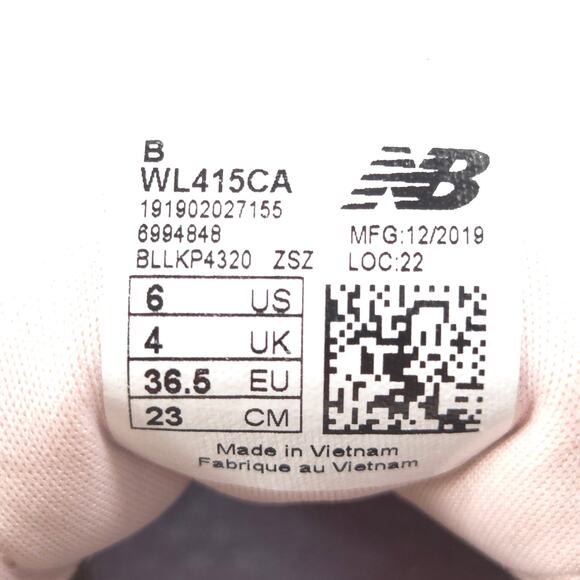 B
WL415CA
191902027155
6994848
BLLKP4320 ZSZ
NB
MFG:12/2019
LOC:22
6 US
4 UK
36.5 EU
23 CM
Made in Vietnam
Fabrique au Vietnam